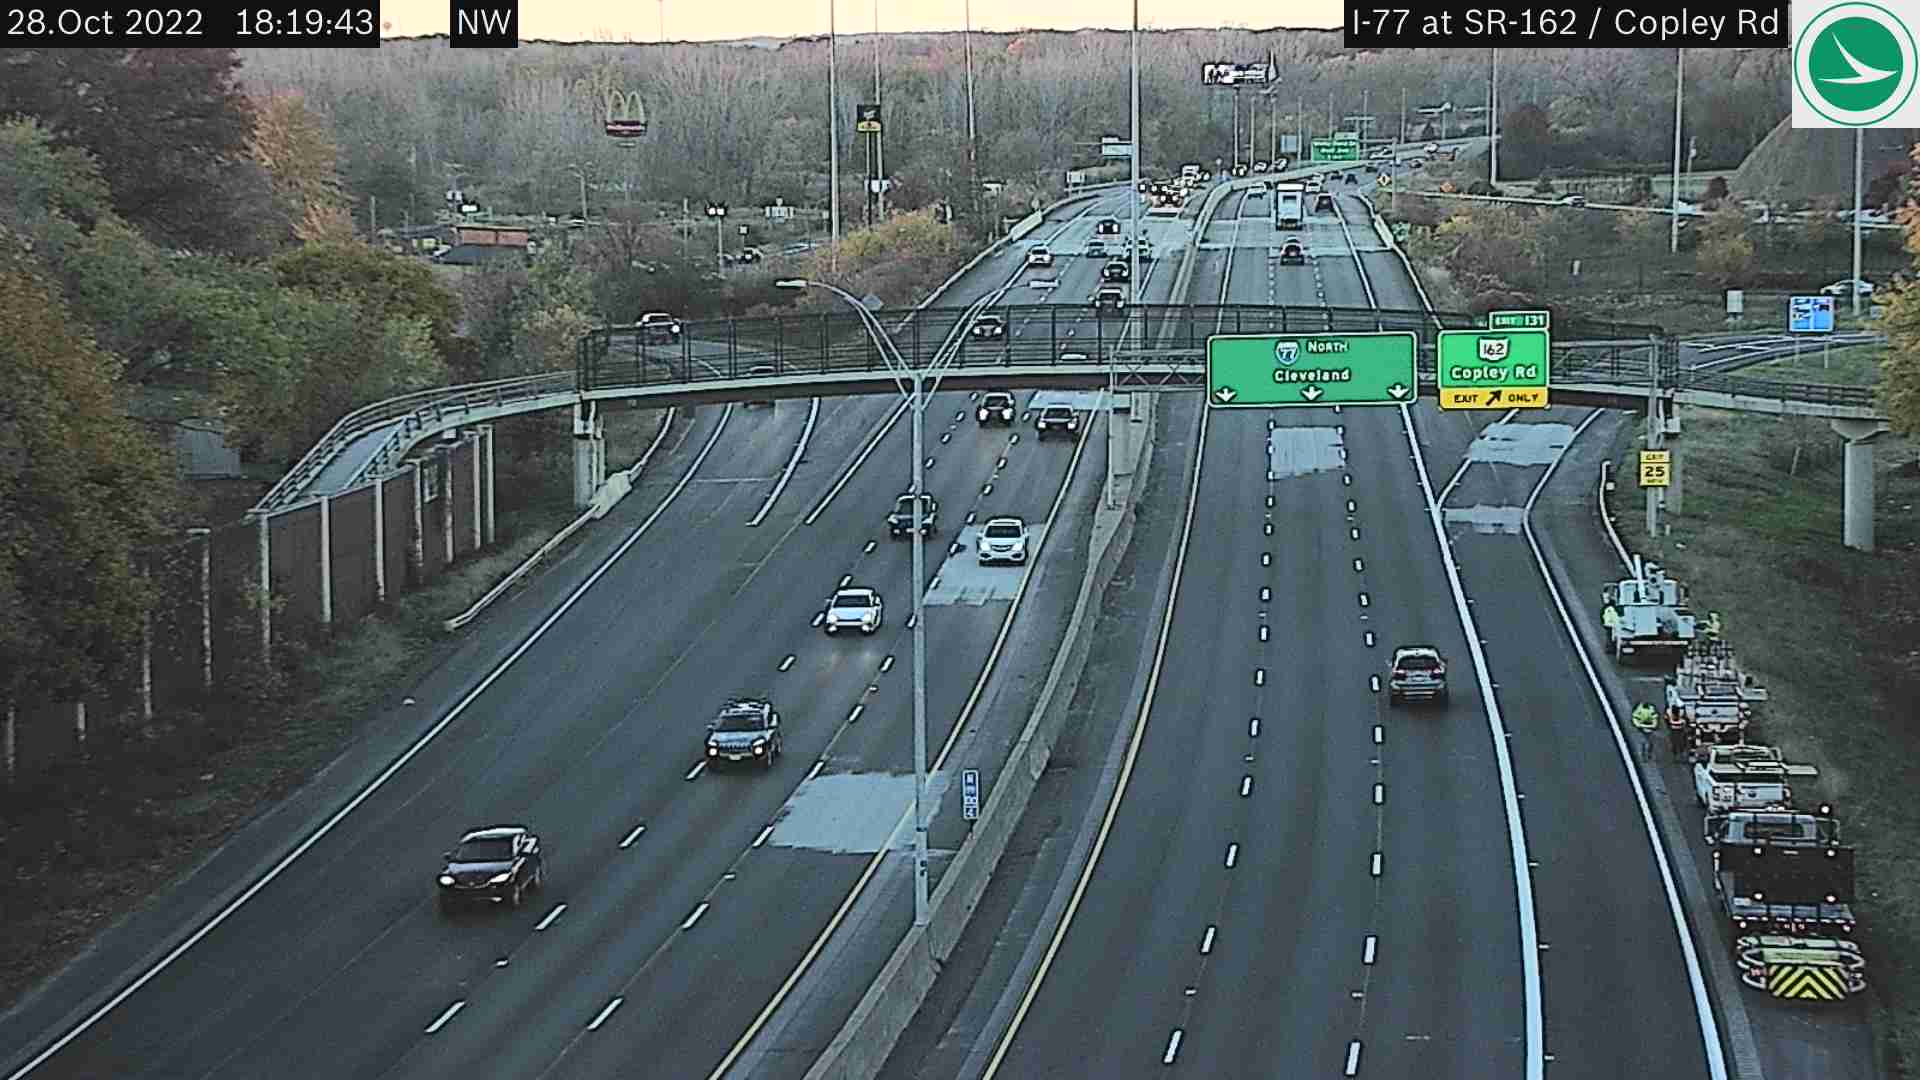 28.Oct 2022 18:19:43
NW
I-77 at SR-162 / Copley Rd
McDonald's
EXIT 131
77 NORTH
Cleveland
162
Copley Rd
EXIT ONLY
EXIT
25